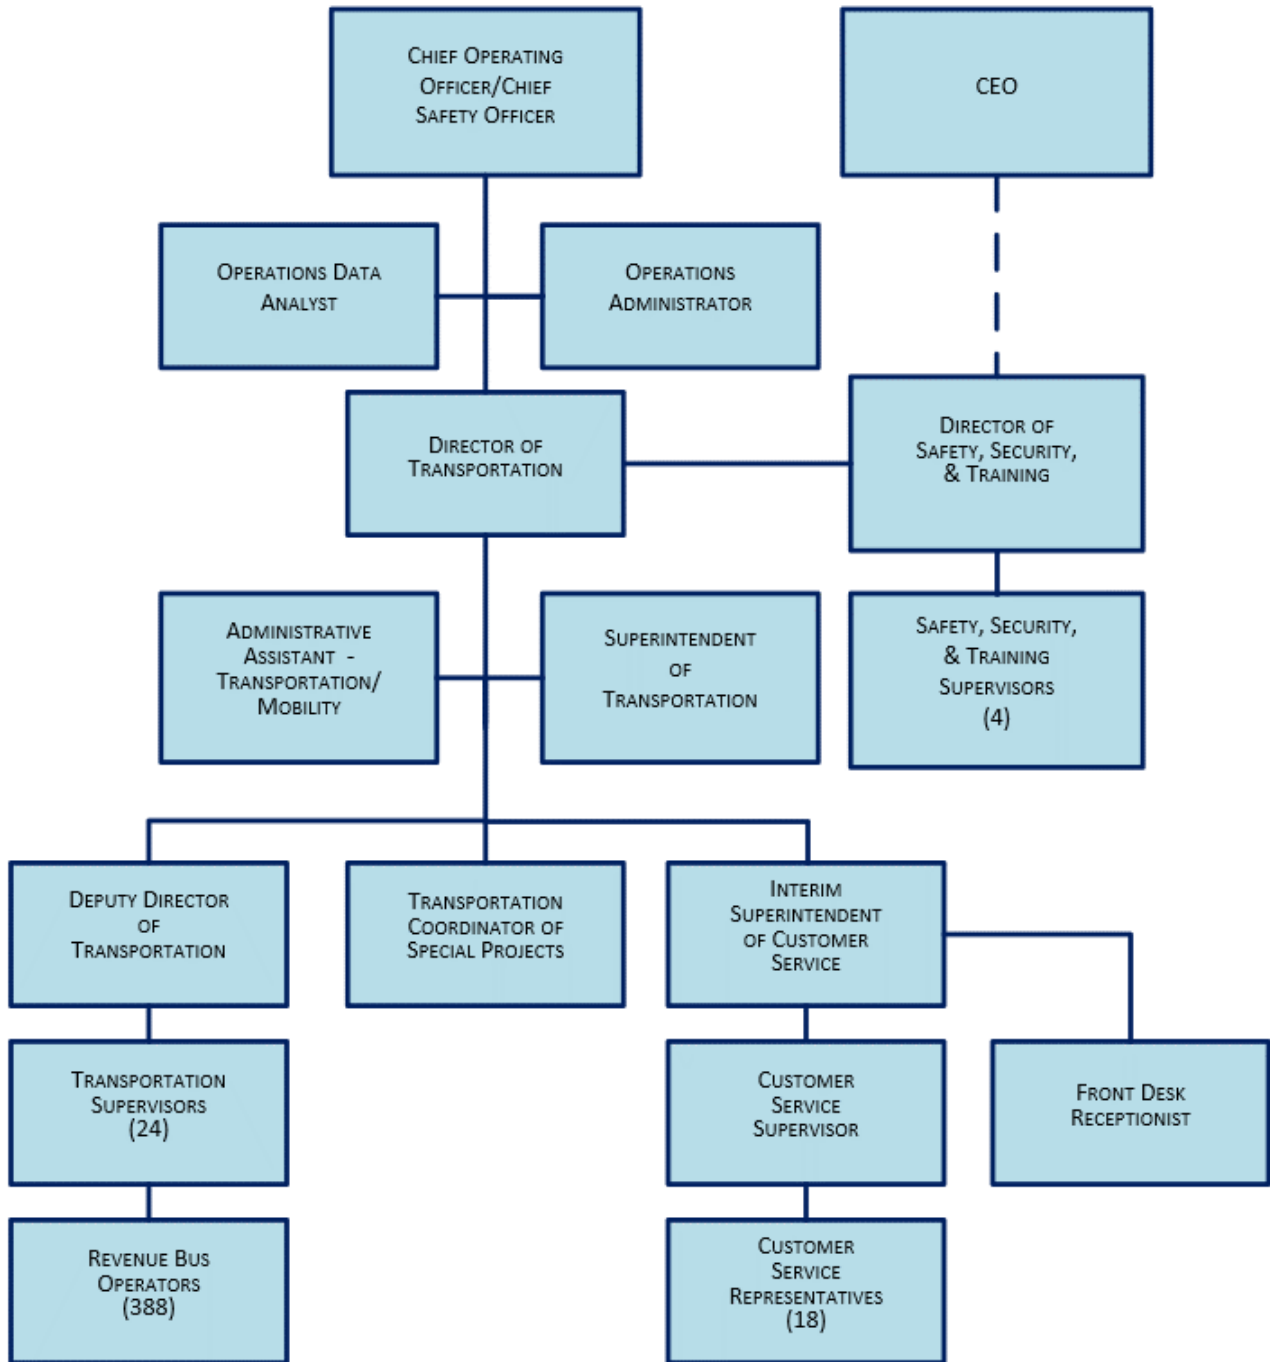 Chief Operating
Officer/Chief
Safety Officer
CEO
Operations Data
Analyst
Operations
Administrator
Director of
Transportation
Director of
Safety, Security,
& Training
Administrative
Assistant -
Transportation/
Mobility
Superintendent
of
Transportation
Safety, Security,
& Training
Supervisors
(4)
Deputy Director
of
Transportation
Transportation
Coordinator of
Special Projects
Interim
Superintendent
of Customer
Service
Transportation
Supervisors
(24)
Customer
Service
Supervisor
Front Desk
Receptionist
Revenue Bus
Operators
(388)
Customer
Service
Representatives
(18)